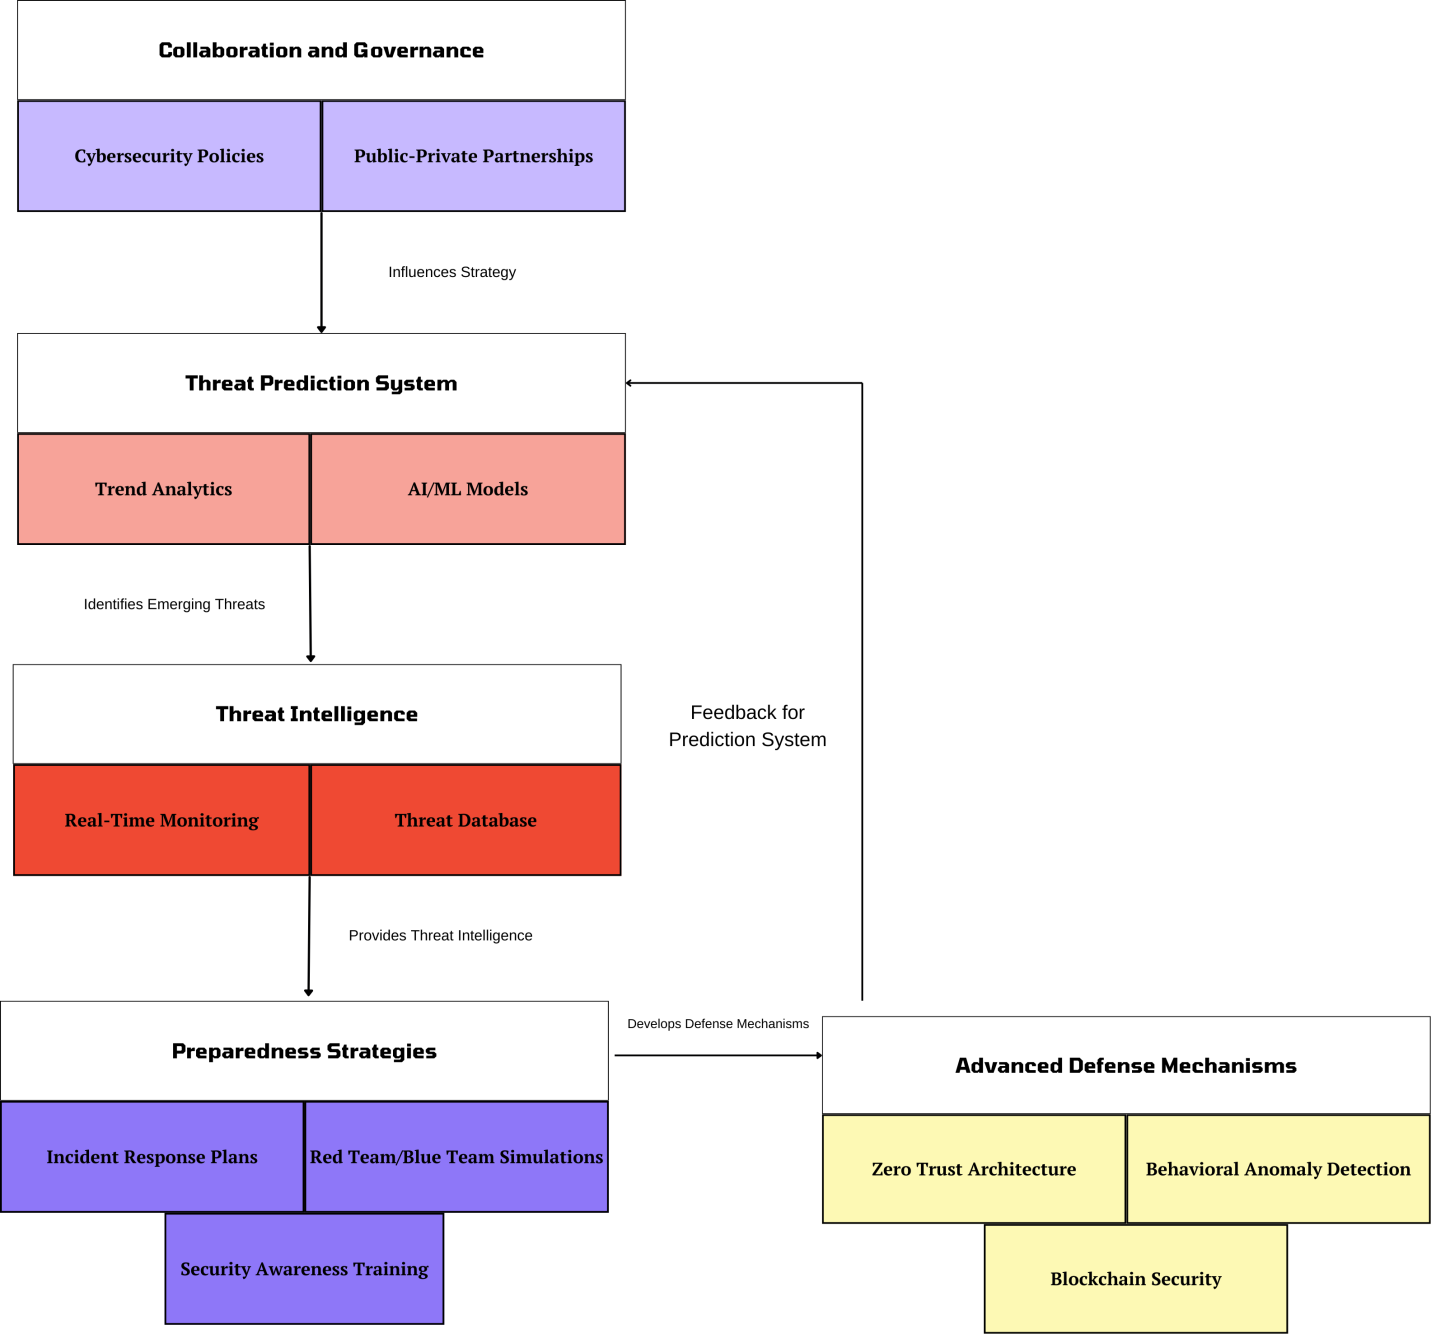 Collaboration and Governance
Cybersecurity Policies
Public-Private Partnerships
Influences Strategy
Threat Prediction System
Trend Analytics
AI/ML Models
Identifies Emerging Threats
Threat Intelligence
Feedback for
Prediction System
Real-Time Monitoring
Threat Database
Provides Threat Intelligence
Preparedness Strategies
Develops Defense Mechanisms
Advanced Defense Mechanisms
Incident Response Plans
Red Team/Blue Team Simulations
Zero Trust Architecture
Behavioral Anomaly Detection
Security Awareness Training
Blockchain Security